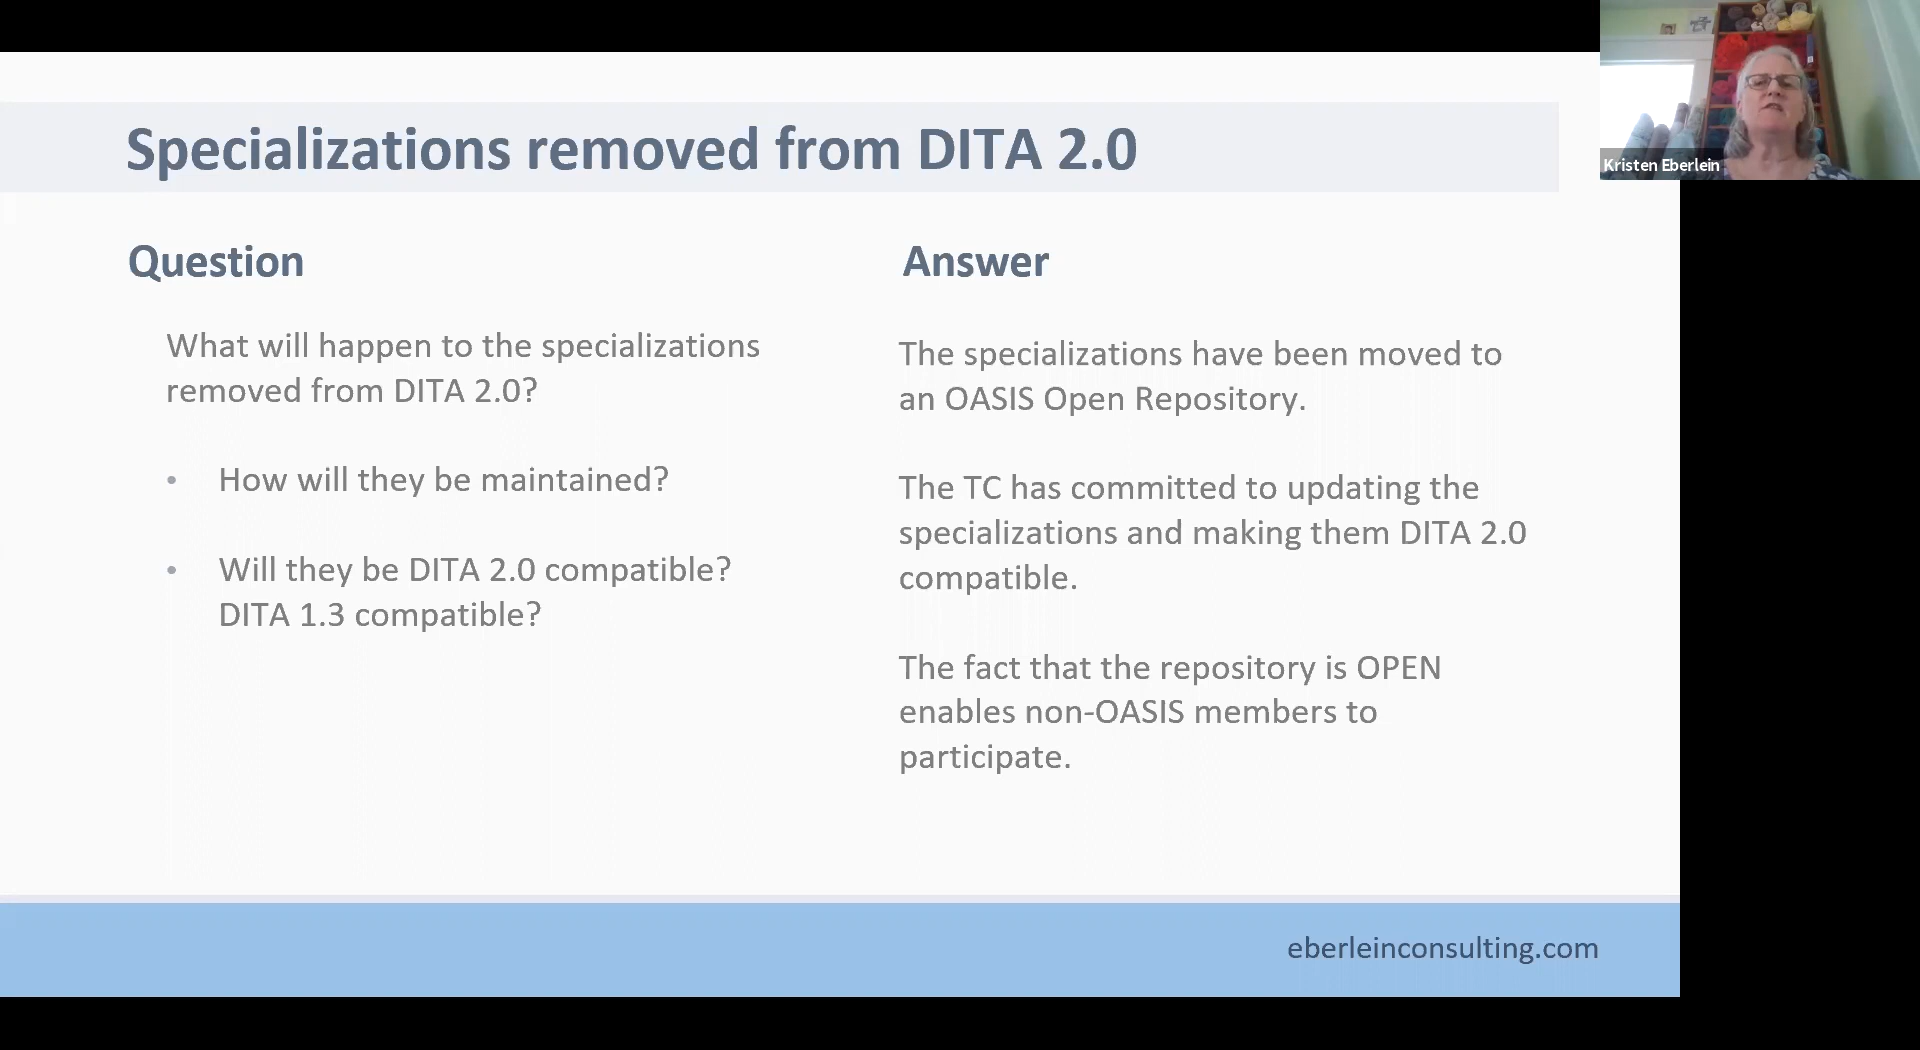 Specializations removed from DITA 2.0
Kristen Eberlein
Question
What will happen to the specializations
removed from DITA 2.0?
• How will they be maintained?
• Will they be DITA 2.0 compatible?
DITA 1.3 compatible?
Answer
The specializations have been moved to
an OASIS Open Repository.
The TC has committed to updating the
specializations and making them DITA 2.0
compatible.
The fact that the repository is OPEN
enables non-OASIS members to
participate.
eberleinconsulting.com